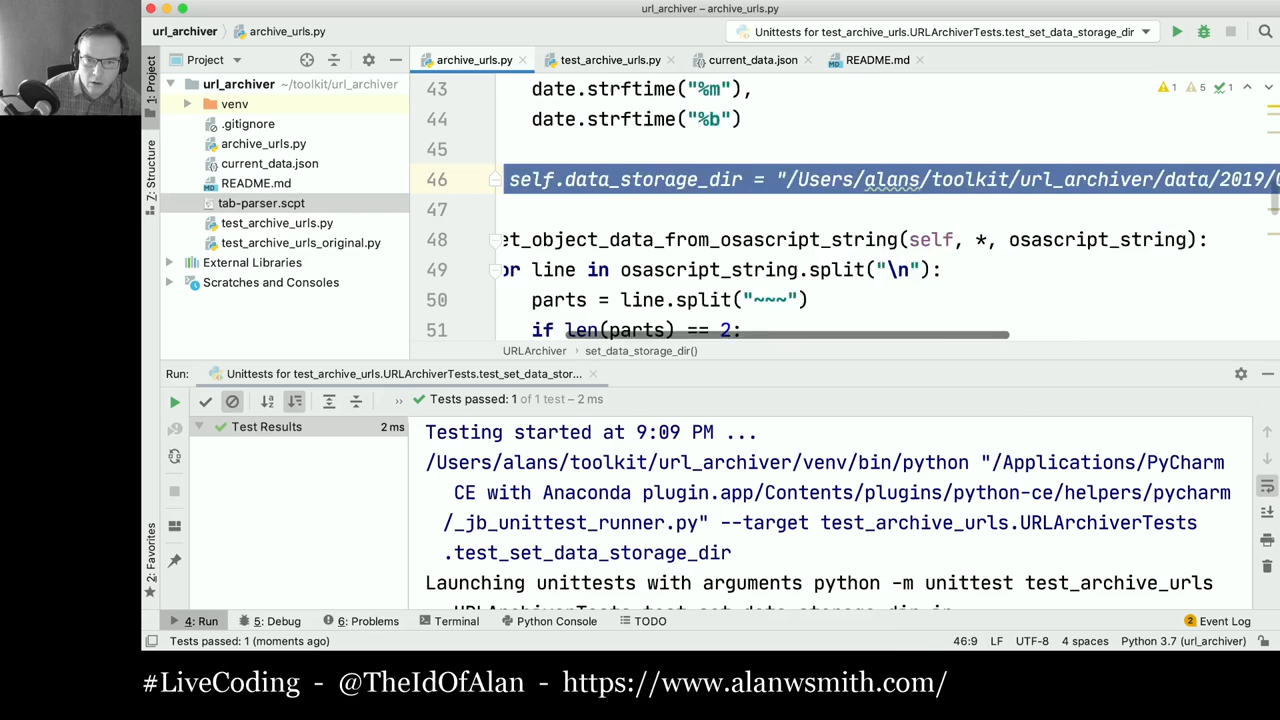 url_archiver – archive_urls.py
url_archiver archive_urls.py Unittests for test_archive_urls.URLArchiverTests.test_set_data_storage_dir
1: Project
Project archive_urls.py test_archive_urls.py current_data.json README.md
url_archiver ~/toolkit/url_archiver
venv
.gitignore
archive_urls.py
current_data.json
README.md
tab-parser.scpt
test_archive_urls.py
test_archive_urls_original.py
External Libraries
Scratches and Consoles
Z: Structure
1 5 1
43 date.strftime("%m"),
44 date.strftime("%b")
45
46 self.data_storage_dir = "/Users/alans/toolkit/url_archiver/data/2019/
47
48 et_object_data_from_osascript_string(self, *, osascript_string):
49 or line in osascript_string.split("\n"):
50 parts = line.split("~~~")
51 if len(parts) == 2:
URLArchiver set_data_storage_dir()
Run: Unittests for test_archive_urls.URLArchiverTests.test_set_data_stor...
Tests passed: 1 of 1 test – 2 ms
Test Results 2 ms
Testing started at 9:09 PM ...
/Users/alans/toolkit/url_archiver/venv/bin/python "/Applications/PyCharm
CE with Anaconda plugin.app/Contents/plugins/python-ce/helpers/pycharm
/_jb_unittest_runner.py" --target test_archive_urls.URLArchiverTests
.test_set_data_storage_dir
Launching unittests with arguments python -m unittest test_archive_urls
2: Favorites
4: Run 5: Debug 6: Problems Terminal Python Console TODO 2 Event Log
Tests passed: 1 (moments ago) 46:9 LF UTF-8 4 spaces Python 3.7 (url_archiver)
#LiveCoding - @TheIdOfAlan - https://www.alanwsmith.com/